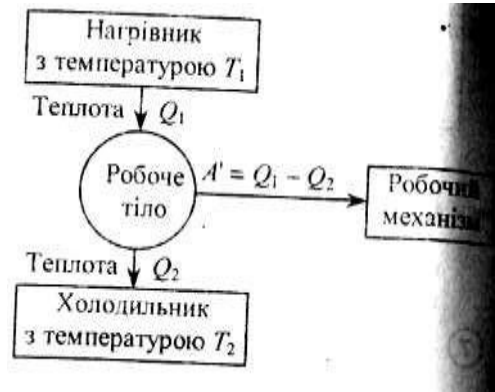 Нагрівник
з температурою T₁
Теплота Q₁
Робоче
тіло
A' = Q₁ − Q₂
Робочий
механізм
Теплота Q₂
Холодильник
з температурою T₂